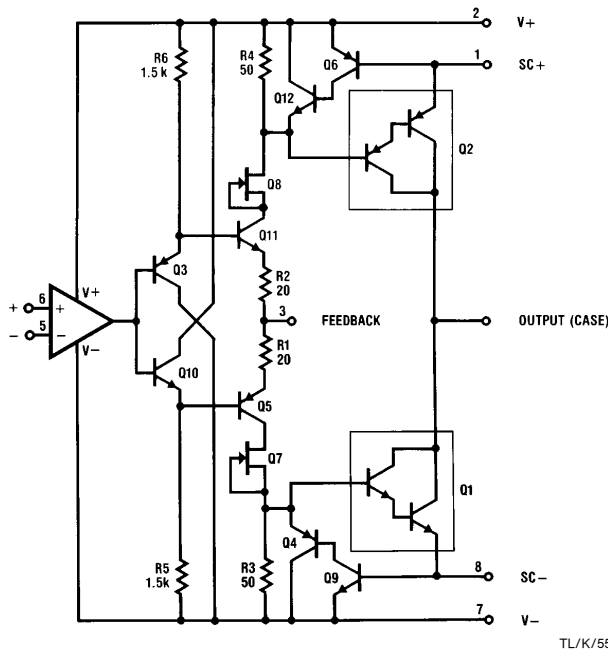 2 V+
R6 1.5 k
R4 50
Q6
1 SC+
Q12
Q2
Q8
Q11
Q3
R2 20
+ 6 +
V+
3 FEEDBACK
OUTPUT (CASE)
- 5 -
V-
R1 20
Q10
Q5
Q7
Q1
Q4
Q9
8 SC-
R5 1.5k
R3 50
7 V-
TL/K/55